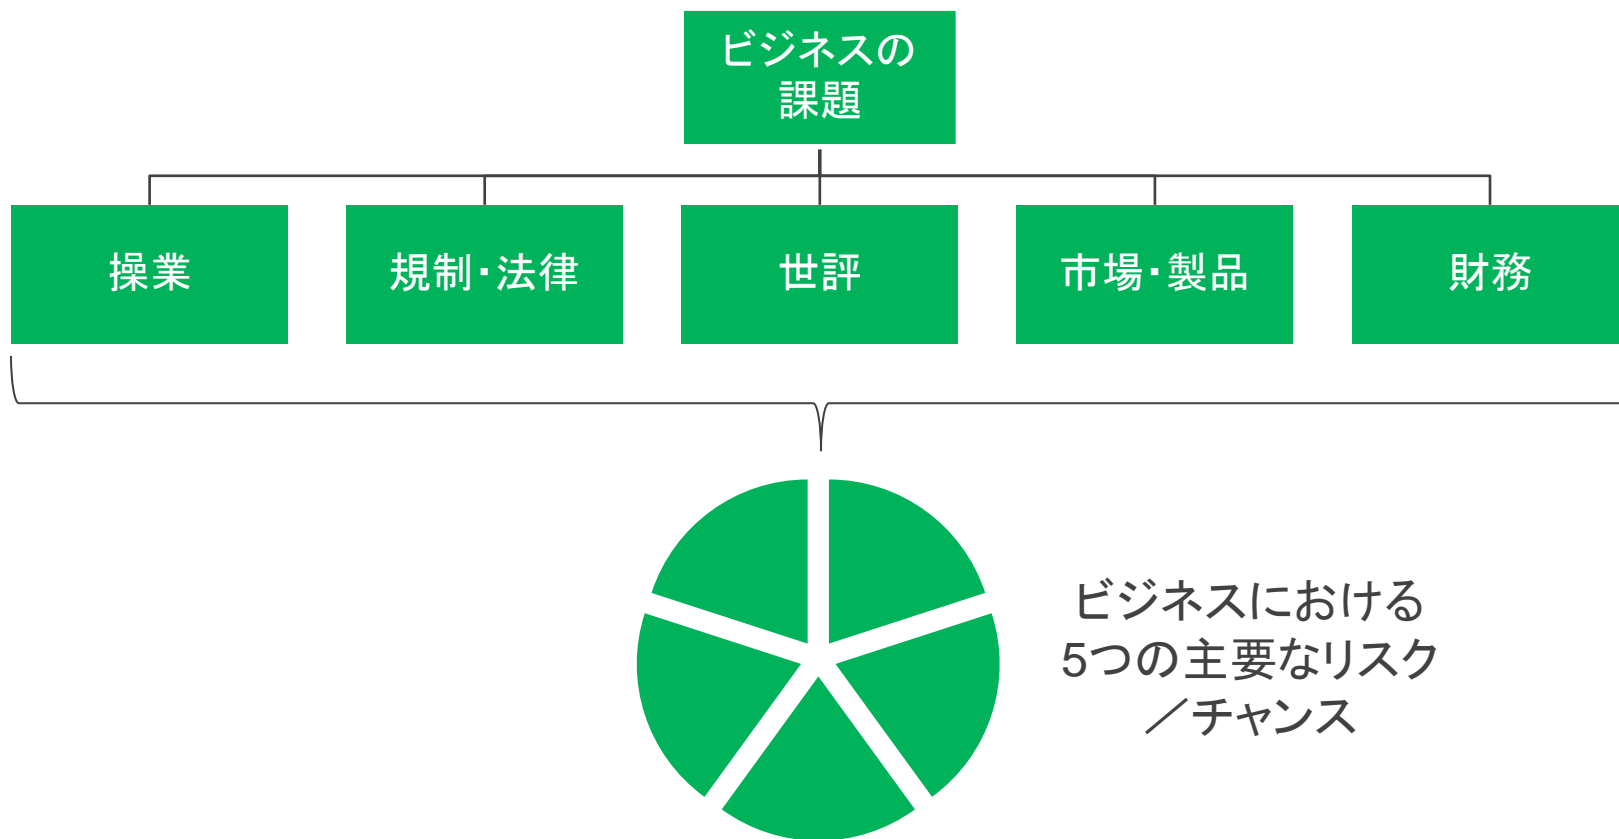 ビジネスの
課題
操業
規制・法律
世評
市場・製品
財務
ビジネスにおける
5つの主要なリスク
／チャンス